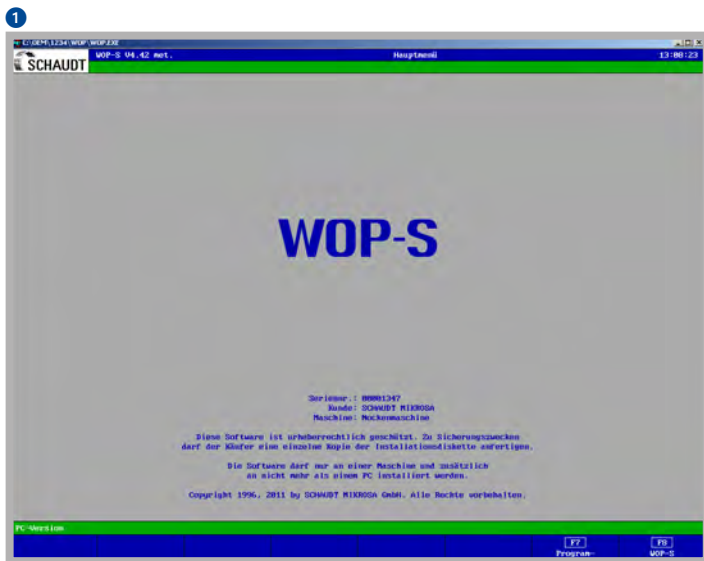 1
C:\OEM\1234\WOP\WOP.EXE
SCHAUDT
WOP-S V4.42 met.
Hauptmenü
13:08:23
WOP-S
Seriennr.: 00001347
Kunde: SCHAUDT MIKROSA
Maschine: Nockenmaschine
Diese Software ist urheberrechtlich geschützt. Zu Sicherungszwecken
darf der Käufer eine einzelne Kopie der Installationsdiskette anfertigen.
Die Software darf nur an einer Maschine und zusätzlich
an nicht mehr als einem PC installiert werden.
Copyright 1996, 2011 by SCHAUDT MIKROSA GmbH. Alle Rechte vorbehalten.
PC-Version
F7
Program-
F8
WOP-S